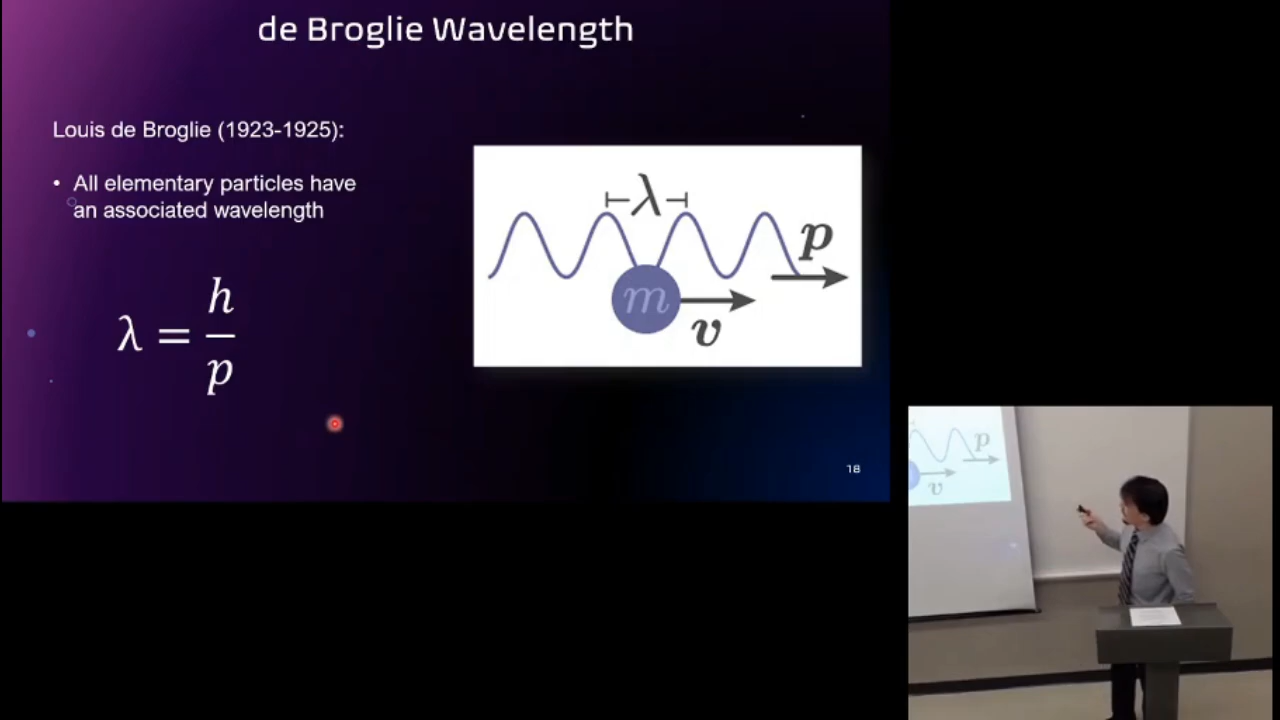 de Broglie Wavelength
Louis de Broglie (1923-1925):
• All elementary particles have
an associated wavelength
λ = h/p
λ
p
m
v
18
p
v